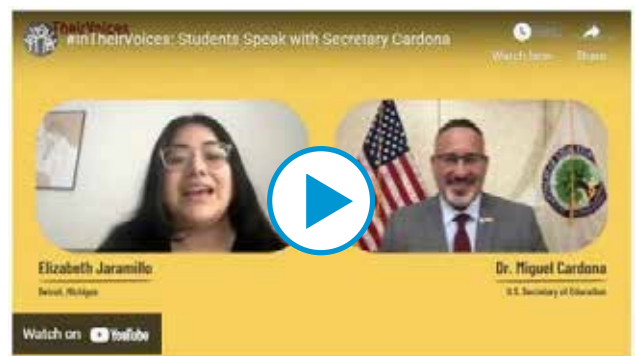 #InTheirVoices: Students Speak with Secretary Cardona
Watch later
Share
Elizabeth Jaramillo
Detroit, Michigan
Dr. Miguel Cardona
U.S. Secretary of Education
Watch on YouTube